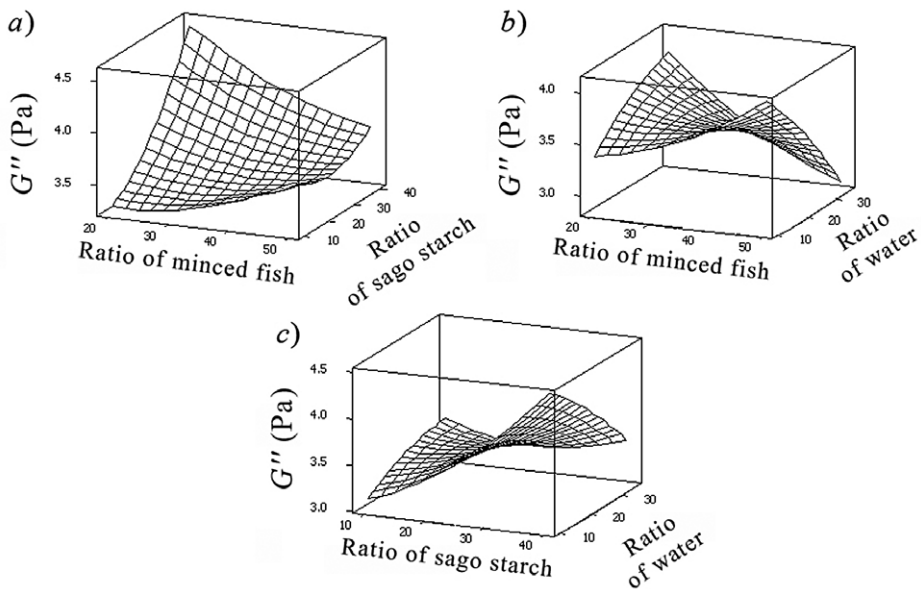 a)
G″ (Pa)
4.5
4.0
3.5
20
30
40
50
Ratio of minced fish
10
20
30
40
Ratio
of sago starch
b)
G″ (Pa)
4.0
3.5
3.0
20
30
40
50
Ratio of minced fish
10
20
30
Ratio
of water
c)
G″ (Pa)
4.5
4.0
3.5
3.0
10
20
30
40
Ratio of sago starch
10
20
30
Ratio
of water